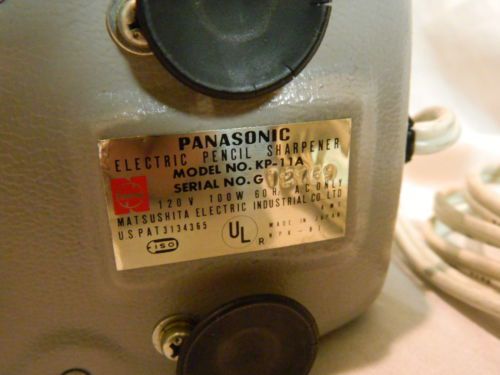 PANASONIC
ELECTRIC PENCIL SHARPENER
MODEL NO. KP-11A
SERIAL NO. G
120V 100W 60Hz AC ONLY
MATSUSHITA ELECTRIC INDUSTRIAL CO. LTD.
U.S. PAT 3134365
MADE IN JAPAN
ISO
UL R